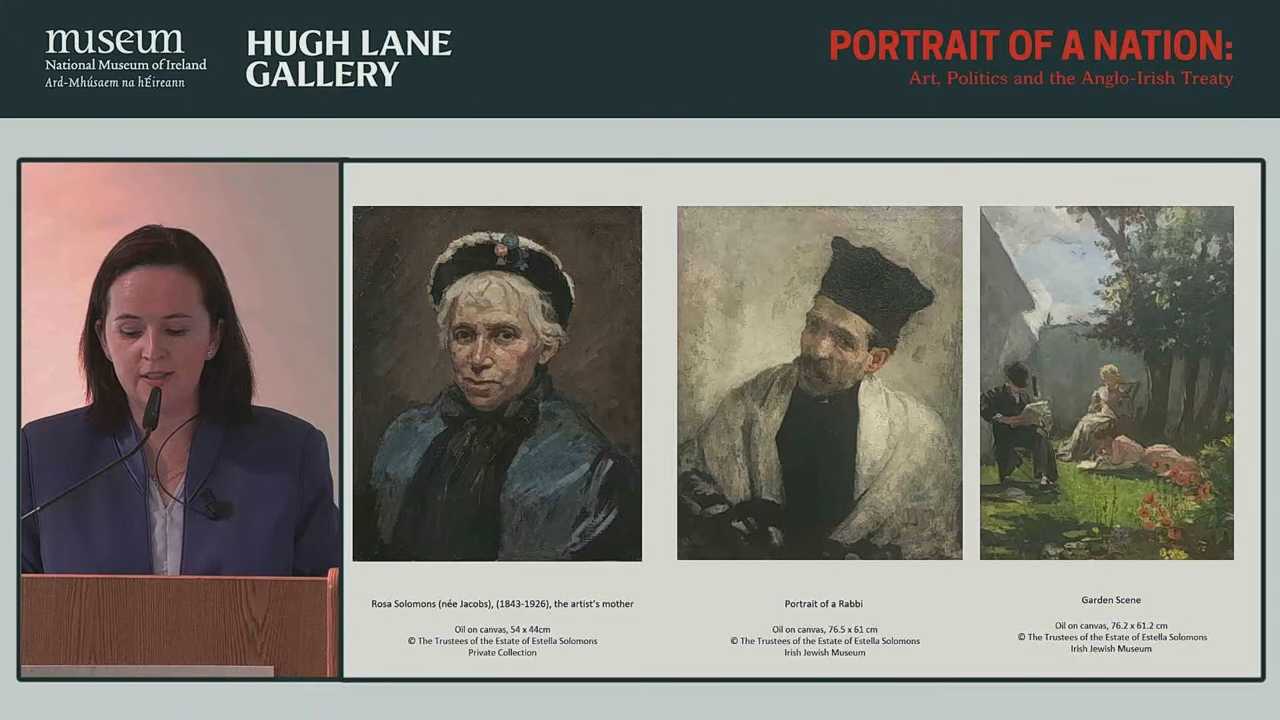 museum
National Museum of Ireland
Ard-Mhúsaem na hÉireann
HUGH LANE
GALLERY
PORTRAIT OF A NATION:
Art, Politics and the Anglo-Irish Treaty
Rosa Solomons (née Jacobs), (1843-1926), the artist's mother
Oil on canvas, 54 x 44cm
© The Trustees of the Estate of Estella Solomons
Private Collection
Portrait of a Rabbi
Oil on canvas, 76.5 x 61 cm
© The Trustees of the Estate of Estella Solomons
Irish Jewish Museum
Garden Scene
Oil on canvas, 76.2 x 61.2 cm
© The Trustees of the Estate of Estella Solomons
Irish Jewish Museum